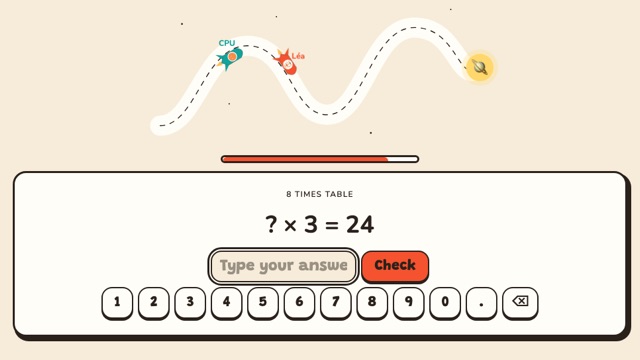 CPU
Léa
8 TIMES TABLE
? × 3 = 24
Type your answe
Check
1 2 3 4 5 6 7 8 9 0 .